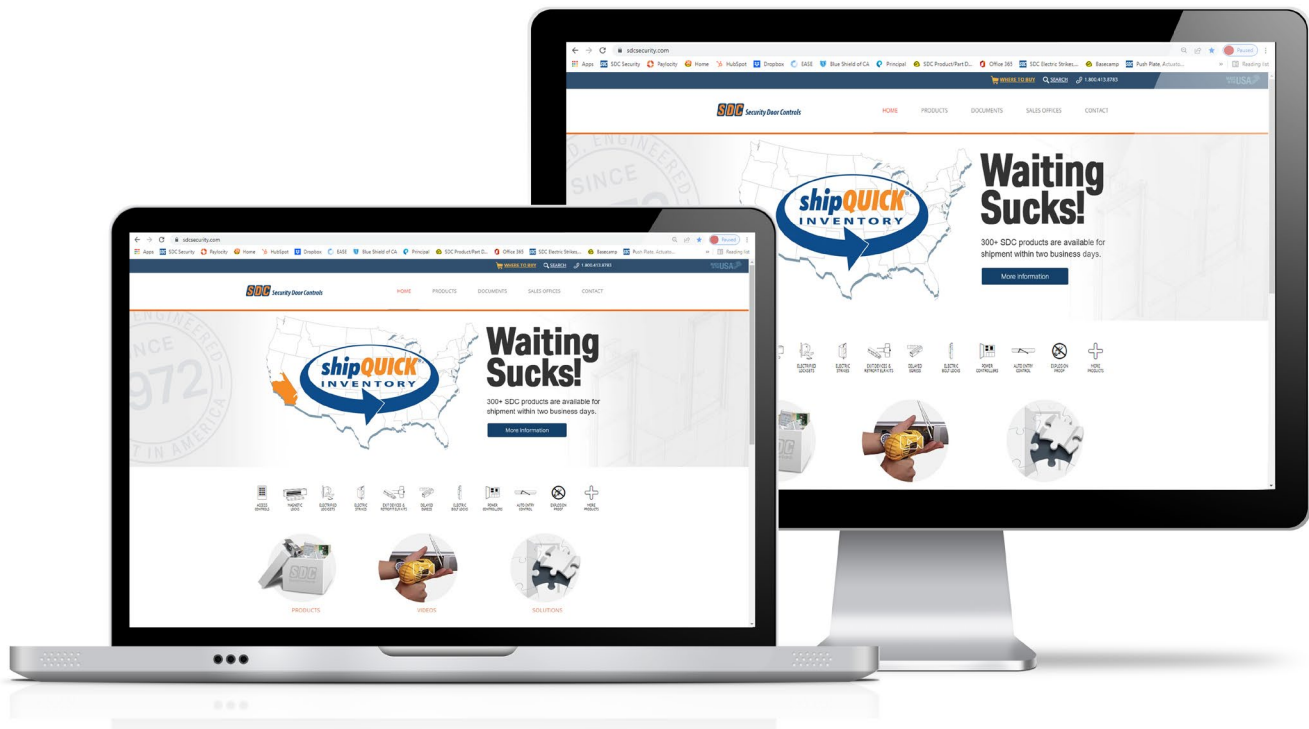 sdcsecurity.com
Paused
Apps SDC Security Paylocity Home HubSpot Dropbox EASE Blue Shield of CA Principal SDC Product/Part D... Office 365 SDC Electric Strikes... Basecamp Push Plate, Actuato... » Reading list
WHERE TO BUY SEARCH 1.800.413.8783 USA
SDC Security Door Controls HOME PRODUCTS DOCUMENTS SALES OFFICES CONTACT
ENGINEER
SINCE
shipQUICK
INVENTORY
Waiting
Sucks!
300+ SDC products are available for
shipment within two business days.
More Information
ELECTRIFIED
LOCKSETS
ELECTRIC
STRIKES
EXIT DEVICES &
RETROFIT ELR KITS
DELAYED
EGRESS
ELECTRIC
BOLT LOCKS
POWER
CONTROLLERS
AUTO ENTRY
CONTROL
EXPLOSION
PROOF
MORE
PRODUCTS
SDC
sdcsecurity.com
Paused
Apps SDC Security Paylocity Home HubSpot Dropbox EASE Blue Shield of CA Principal SDC Product/Part D... Office 365 SDC Electric Strikes... Basecamp Push Plate, Actuato... » Reading list
WHERE TO BUY SEARCH 1.800.413.8783 USA
SDC Security Door Controls HOME PRODUCTS DOCUMENTS SALES OFFICES CONTACT
ENGINEERED
NCE
972
T IN AMERICA
shipQUICK
INVENTORY
Waiting
Sucks!
300+ SDC products are available for
shipment within two business days.
More Information
ACCESS
CONTROLS
MAGNETIC
LOCKS
ELECTRIFIED
LOCKSETS
ELECTRIC
STRIKES
EXIT DEVICES &
RETROFIT ELR KITS
DELAYED
EGRESS
ELECTRIC
BOLT LOCKS
POWER
CONTROLLERS
AUTO ENTRY
CONTROL
EXPLOSION
PROOF
MORE
PRODUCTS
SDC
PRODUCTS VIDEOS SOLUTIONS